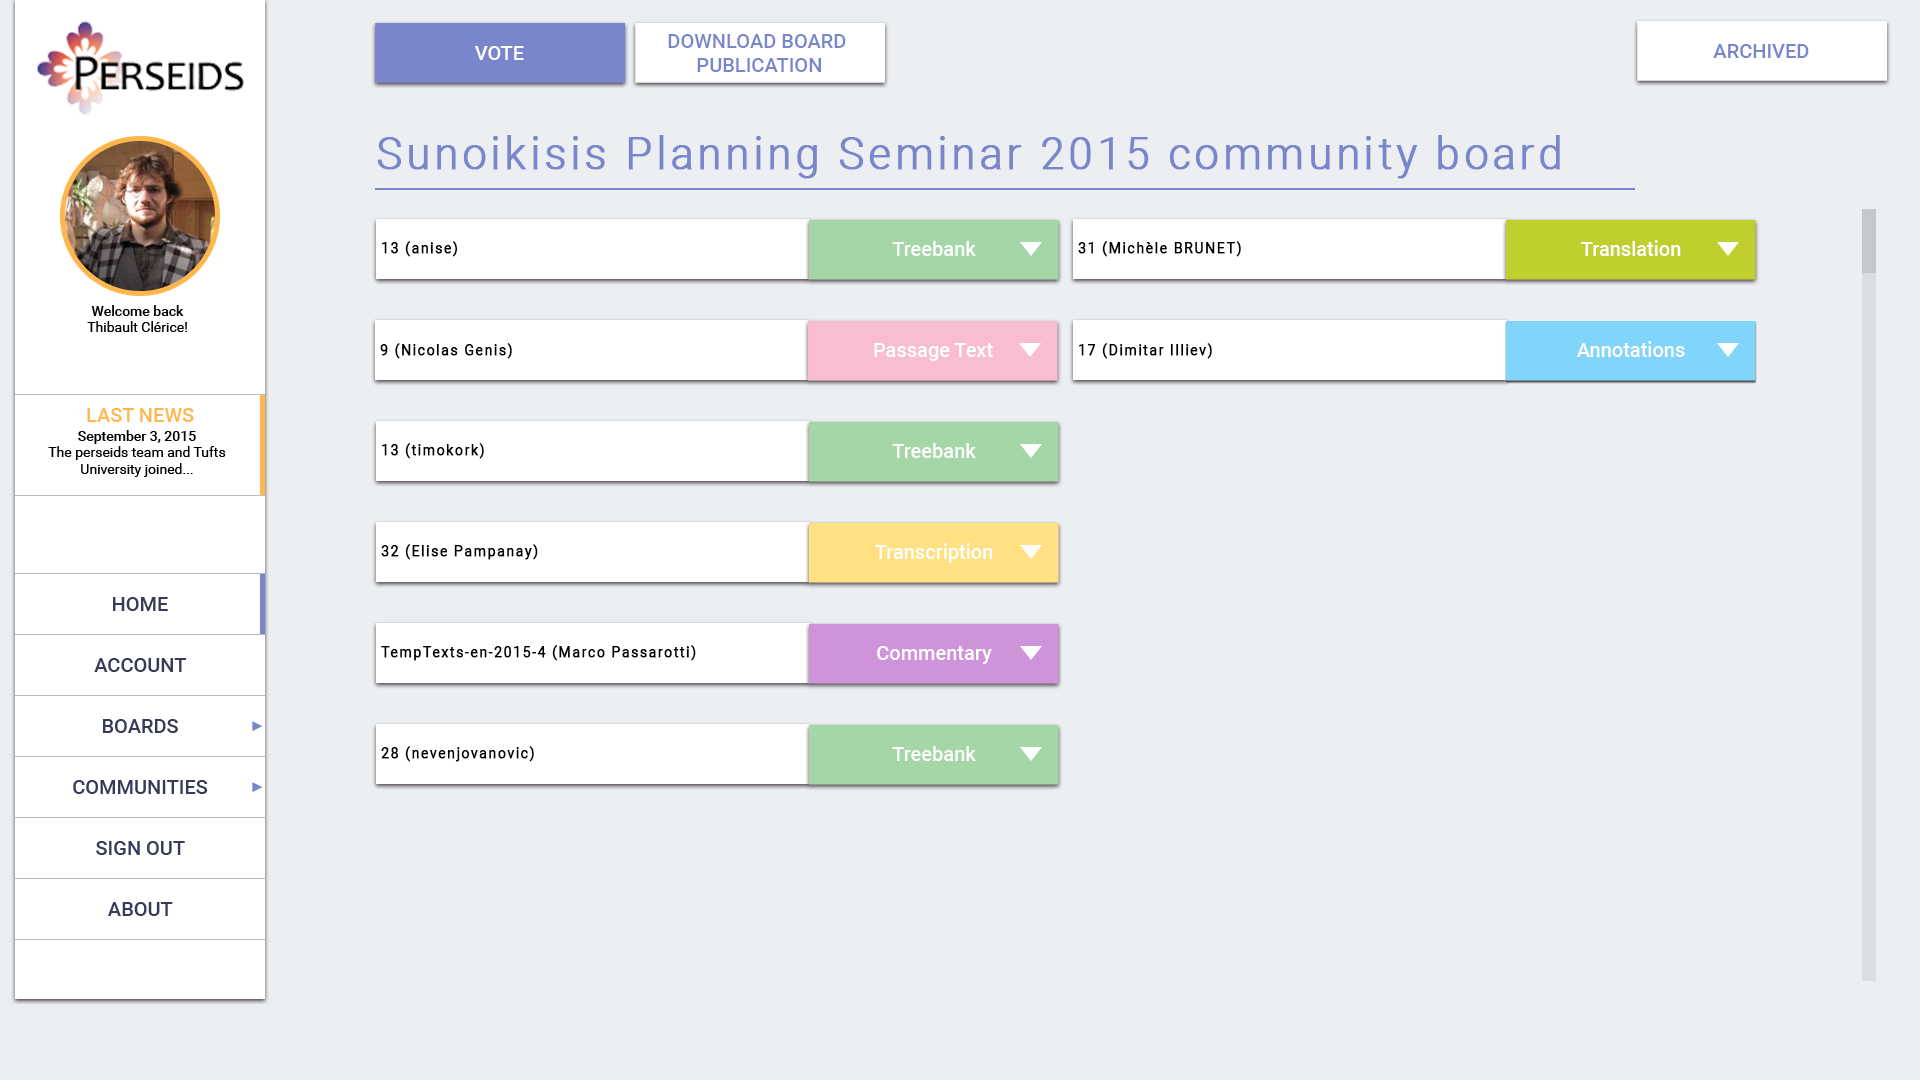 PERSEIDS
Welcome back
Thibault Clérice!
LAST NEWS
September 3, 2015
The perseids team and Tufts
University joined...
HOME
ACCOUNT
BOARDS
COMMUNITIES
SIGN OUT
ABOUT
VOTE
DOWNLOAD BOARD
PUBLICATION
ARCHIVED
Sunoikisis Planning Seminar 2015 community board
13 (anise)
Treebank
31 (Michèle BRUNET)
Translation
9 (Nicolas Genis)
Passage Text
17 (Dimitar Illiev)
Annotations
13 (timokork)
Treebank
32 (Elise Pampanay)
Transcription
TempTexts-en-2015-4 (Marco Passarotti)
Commentary
28 (nevenjovanovic)
Treebank